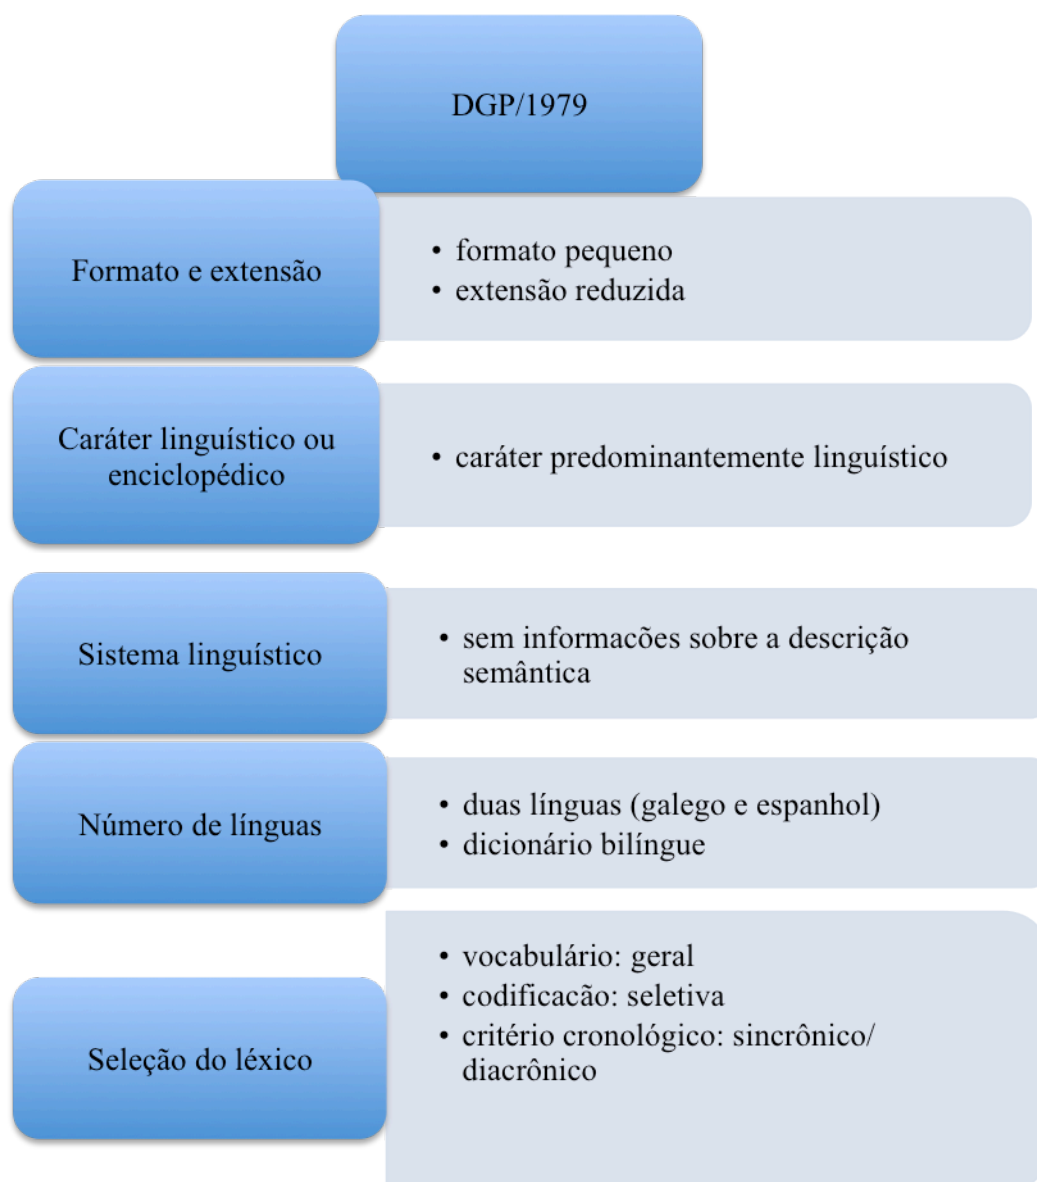 DGP/1979
Formato e extensão
• formato pequeno
• extensão reduzida
Caráter linguístico ou
enciclopédico
• caráter predominantemente linguístico
Sistema linguístico
• sem informacões sobre a descrição
semântica
Número de línguas
• duas línguas (galego e espanhol)
• dicionário bilíngue
Seleção do léxico
• vocabulário: geral
• codificacão: seletiva
• critério cronológico: sincrônico/
diacrônico